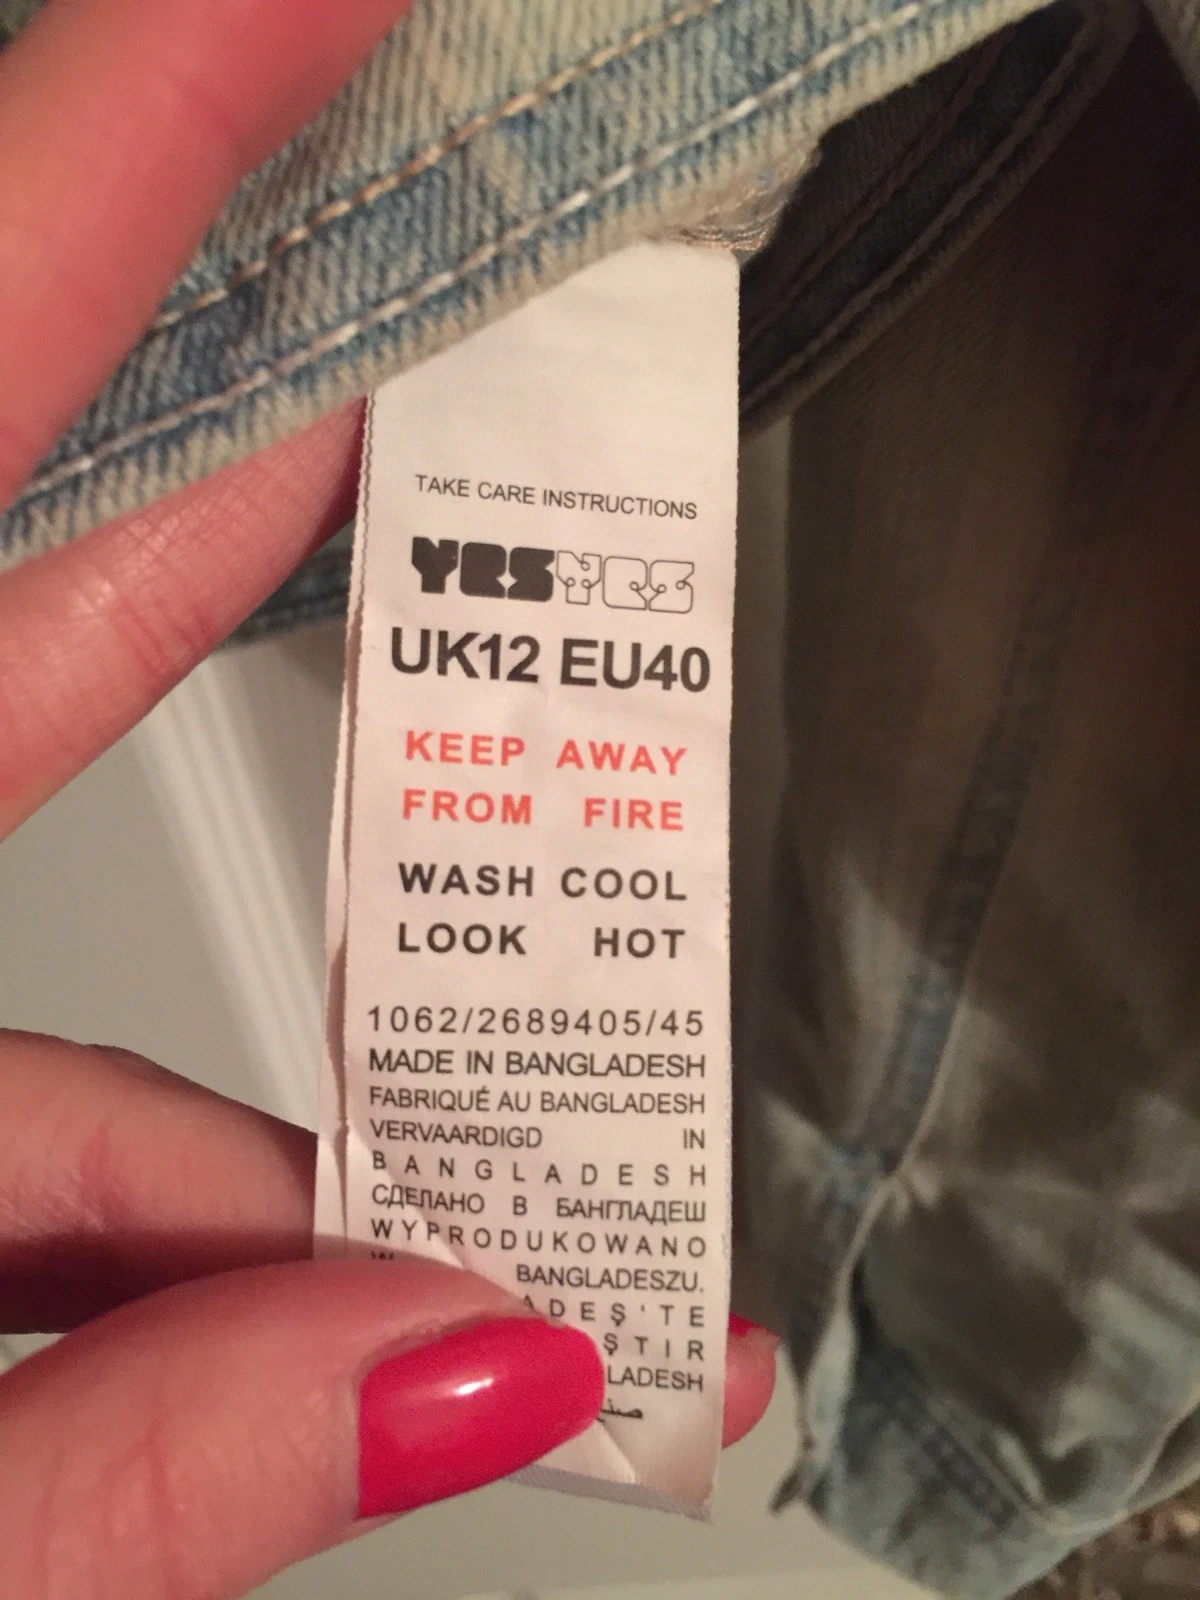 TAKE CARE INSTRUCTIONS
YESYES
UK12 EU40
KEEP AWAY
FROM FIRE
WASH COOL
LOOK HOT
1062/2689405/45
MADE IN BANGLADESH
FABRIQUÉ AU BANGLADESH
VERVAARDIGD IN
BANGLADESH
СДЕЛАНО В БАНГЛАДЕШ
WYPRODUKOWANO
BANGLADESZU.